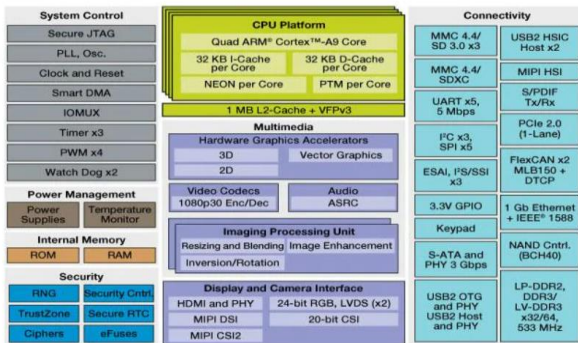 System Control
Secure JTAG
PLL, Osc.
Clock and Reset
Smart DMA
IOMUX
Timer x3
PWM x4
Watch Dog x2
Power Management
Power
Supplies
Temperature
Monitor
Internal Memory
ROM
RAM
Security
RNG
Security Cntrl.
TrustZone
Secure RTC
Ciphers
eFuses
CPU Platform
Quad ARM® Cortex™-A9 Core
32 KB I-Cache
per Core
32 KB D-Cache
per Core
NEON per Core
PTM per Core
1 MB L2-Cache + VFPv3
Multimedia
Hardware Graphics Accelerators
3D
Vector Graphics
2D
Video Codecs
1080p30 Enc/Dec
Audio
ASRC
Imaging Processing Unit
Resizing and Blending
Image Enhancement
Inversion/Rotation
Display and Camera Interface
HDMI and PHY
24-bit RGB, LVDS (x2)
MIPI DSI
20-bit CSI
MIPI CSI2
Connectivity
MMC 4.4/
SD 3.0 x3
MMC 4.4/
SDXC
UART x5,
5 Mbps
I²C x3,
SPI x5
ESAI, I²S/SSI
x3
3.3V GPIO
Keypad
S-ATA and
PHY 3 Gbps
USB2 OTG
and PHY
USB2 Host
and PHY
USB2 HSIC
Host x2
MIPI HSI
S/PDIF
Tx/Rx
PCIe 2.0
(1-Lane)
FlexCAN x2
MLB150 +
DTCP
1 Gb Ethernet
+ IEEE® 1588
NAND Cntrl.
(BCH40)
LP-DDR2,
DDR3/
LV-DDR3
x32/64,
533 MHz